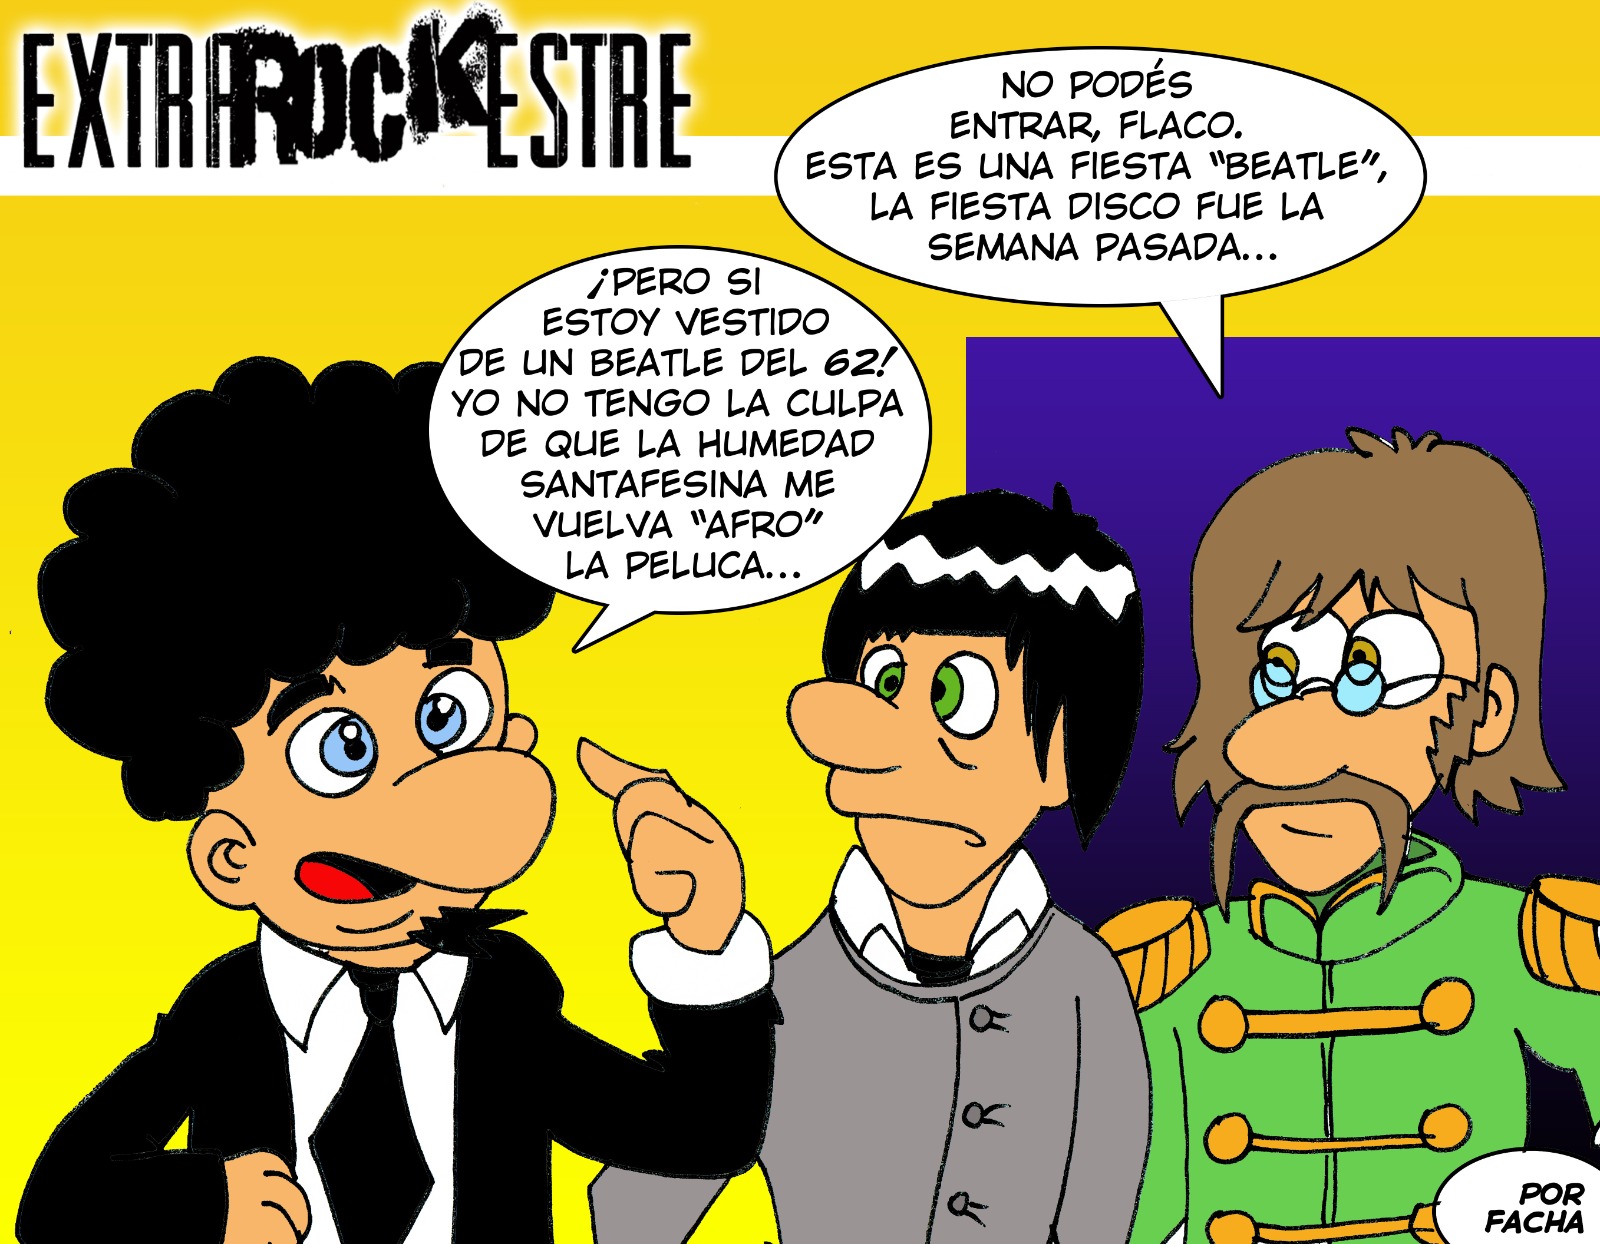 EXTRAROCKESTRE
NO PODÉS
ENTRAR, FLACO.
ESTA ES UNA FIESTA “BEATLE”,
LA FIESTA DISCO FUE LA
SEMANA PASADA...
¡PERO SI
ESTOY VESTIDO
DE UN BEATLE DEL 62!
YO NO TENGO LA CULPA
DE QUE LA HUMEDAD
SANTAFESINA ME
VUELVA “AFRO”
LA PELUCA...
POR
FACHA